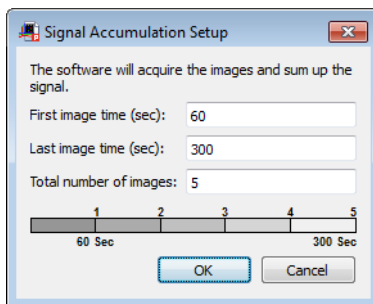 Signal Accumulation Setup
The software will acquire the images and sum up the
signal.
First image time (sec): 60
Last image time (sec): 300
Total number of images: 5
1 2 3 4 5
60 Sec 300 Sec
OK Cancel